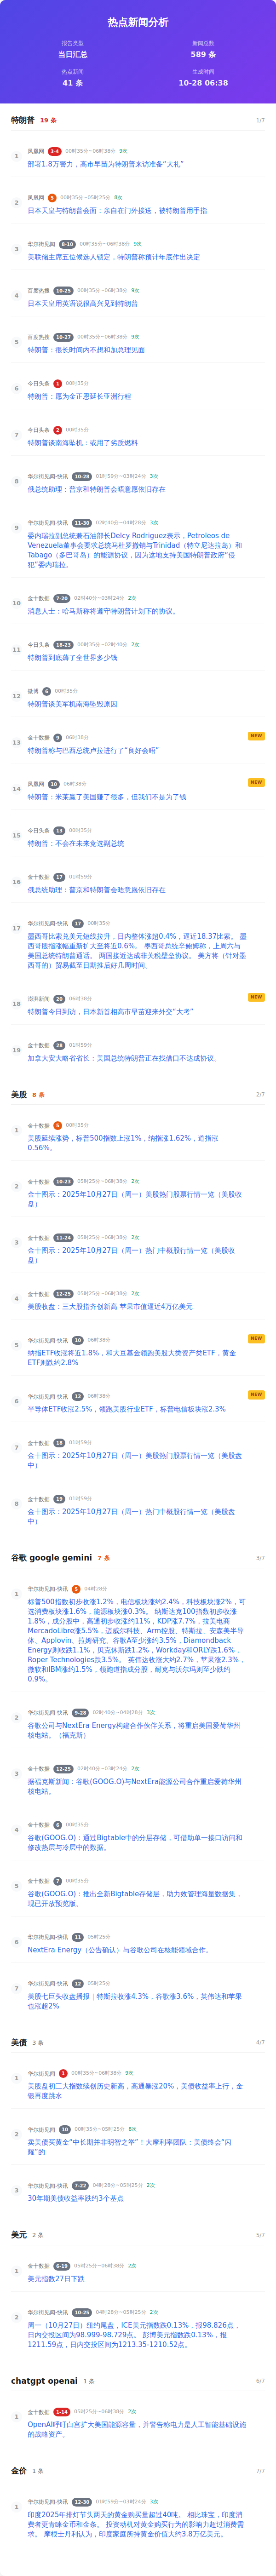 热点新闻分析
报告类型
新闻总数
当日汇总
589 条
热点新闻
生成时间
41 条
10-28 06:38
特朗普 19 条 1/7
1 凤凰网 3-4 00时35分~06时38分 9次
部署1.8万警力，高市早苗为特朗普来访准备“大礼”
2 凤凰网 5 00时35分~05时25分 8次
日本天皇与特朗普会面：亲自在门外接送，被特朗普用手指
3 华尔街见闻 8-10 00时35分~06时38分 9次
美联储主席五位候选人锁定，特朗普称预计年底作出决定
4 百度热搜 10-25 00时35分~06时38分 9次
日本天皇用英语说很高兴见到特朗普
5 百度热搜 10-27 00时35分~06时38分 9次
特朗普：很长时间内不想和加总理见面
6 今日头条 1 00时35分
特朗普：愿为金正恩延长亚洲行程
7 今日头条 2 00时35分
特朗普谈南海坠机：或用了劣质燃料
8 华尔街见闻-快讯 10-28 01时59分~03时24分 3次
俄总统助理：普京和特朗普会晤意愿依旧存在
9 华尔街见闻-快讯 11-30 02时40分~04时28分 3次
委内瑞拉副总统兼石油部长Delcy Rodriguez表示，Petroleos de
Venezuela董事会要求总统马杜罗撤销与Trinidad（特立尼达岛）和
Tabago（多巴哥岛）的能源协议，因为这地支持美国特朗普政府“侵
犯”委内瑞拉。
10 金十数据 7-20 02时40分~03时24分 2次
消息人士：哈马斯称将遵守特朗普计划下的协议。
11 今日头条 18-23 00时35分~02时40分 2次
特朗普到底薅了全世界多少钱
12 微博 6 00时35分
特朗普谈美军机南海坠毁原因
13 金十数据 9 06时38分 NEW
特朗普称与巴西总统卢拉进行了“良好会晤”
14 凤凰网 10 06时38分 NEW
特朗普：米莱赢了美国赚了很多，但我们不是为了钱
15 今日头条 13 00时35分
特朗普：不会在未来竞选副总统
16 金十数据 17 01时59分
俄总统助理：普京和特朗普会晤意愿依旧存在
17 华尔街见闻-快讯 17 00时35分
墨西哥比索兑美元短线拉升，日内整体涨超0.4%，逼近18.37比索。 墨
西哥股指涨幅重新扩大至将近0.6%。 墨西哥总统辛鲍姆称，上周六与
美国总统特朗普通话。 两国接近达成非关税壁垒协议。 美方将（针对墨
西哥的）贸易截至日期推后好几周时间。
18 澎湃新闻 20 06时38分 NEW
特朗普今日到访，日本新首相高市早苗迎来外交“大考”
19 金十数据 28 01时59分
加拿大安大略省省长：美国总统特朗普正在找借口不达成协议。
美股 8 条 2/7
1 金十数据 5 00时35分
美股延续涨势，标普500指数上涨1%，纳指涨1.62%，道指涨
0.56%。
2 金十数据 10-23 05时25分~06时38分 2次
金十图示：2025年10月27日（周一）美股热门股票行情一览（美股收
盘）
3 金十数据 11-24 05时25分~06时38分 2次
金十图示：2025年10月27日（周一）热门中概股行情一览（美股收
盘）
4 金十数据 12-25 05时25分~06时38分 2次
美股收盘：三大股指齐创新高 苹果市值逼近4万亿美元
5 华尔街见闻-快讯 10 06时38分 NEW
纳指ETF收涨将近1.8%，和大豆基金领跑美股大类资产类ETF，黄金
ETF则跌约2.8%
6 华尔街见闻-快讯 12 06时38分 NEW
半导体ETF收涨2.5%，领跑美股行业ETF，标普电信板块涨2.3%
7 金十数据 18 01时59分
金十图示：2025年10月27日（周一）美股热门股票行情一览（美股盘
中）
8 金十数据 19 01时59分
金十图示：2025年10月27日（周一）热门中概股行情一览（美股盘
中）
谷歌 google gemini 7 条 3/7
1 华尔街见闻-快讯 5 04时28分
标普500指数初步收涨1.2%，电信板块涨约2.4%，科技板块涨2%，可
选消费板块涨1.6%，能源板块涨0.3%。 纳斯达克100指数初步收涨
1.8%，成分股中，高通初步收涨约11%，KDP涨7.7%，拉美电商
MercadoLibre涨5.5%，迈威尔科技、Arm控股、特斯拉、安森美半导
体、Applovin、拉姆研究、谷歌A至少涨约3.5%，Diamondback
Energy则收跌1.1%，贝克休斯跌1.2%，Workday和ORLY跌1.6%，
Roper Technologies跌3.5%。 英伟达收涨大约2.7%，苹果涨2.3%，
微软和IBM涨约1.5%，领跑道指成分股，耐克与沃尔玛则至少跌约
0.9%。
2 华尔街见闻-快讯 9-28 02时40分~04时28分 3次
谷歌公司与NextEra Energy构建合作伙伴关系，将重启美国爱荷华州
核电站。（福克斯）
3 金十数据 12-25 02时40分~03时24分 2次
据福克斯新闻：谷歌(GOOG.O)与NextEra能源公司合作重启爱荷华州
核电站。
4 金十数据 6 00时35分
谷歌(GOOG.O)：通过Bigtable中的分层存储，可借助单一接口访问和
修改热层与冷层中的数据。
5 金十数据 7 00时35分
谷歌(GOOG.O)：推出全新Bigtable存储层，助力高效管理海量数据集，
现已开放预览版。
6 华尔街见闻-快讯 11 05时25分
NextEra Energy（公告确认）与谷歌公司在核能领域合作。
7 华尔街见闻-快讯 12 05时25分
美股七巨头收盘播报｜特斯拉收涨4.3%，谷歌涨3.6%，英伟达和苹果
也涨超2%
美债 3 条 4/7
1 华尔街见闻 1 00时35分~06时38分 9次
美股盘初三大指数续创历史新高，高通暴涨20%，美债收益率上行，金
银再度跳水
2 华尔街见闻 10 00时35分~05时25分 8次
卖美债买黄金“中长期并非明智之举”！大摩利率团队：美债终会“闪
耀”的
3 华尔街见闻-快讯 7-22 04时28分~05时25分 2次
30年期美债收益率跌约3个基点
美元 2 条 5/7
1 金十数据 6-19 05时25分~06时38分 2次
美元指数27日下跌
2 华尔街见闻-快讯 10-25 04时28分~05时25分 2次
周一（10月27日）纽约尾盘，ICE美元指数跌0.13%，报98.826点，
日内交投区间为98.999-98.729点。 彭博美元指数跌0.13%，报
1211.59点，日内交投区间为1213.35-1210.52点。
chatgpt openai 1 条 6/7
1 金十数据 1-14 05时25分~06时38分 2次
OpenAI呼吁白宫扩大美国能源容量，并警告称电力是人工智能基础设施
的战略资产。
金价 1 条 7/7
1 华尔街见闻-快讯 12-30 01时59分~03时24分 3次
印度2025年排灯节头两天的黄金购买量超过40吨。 相比珠宝，印度消
费者更青睐金币和金条。 投资动机对黄金购买行为的影响力超过消费需
求。 摩根士丹利认为，印度家庭所持黄金价值大约3.8万亿美元。